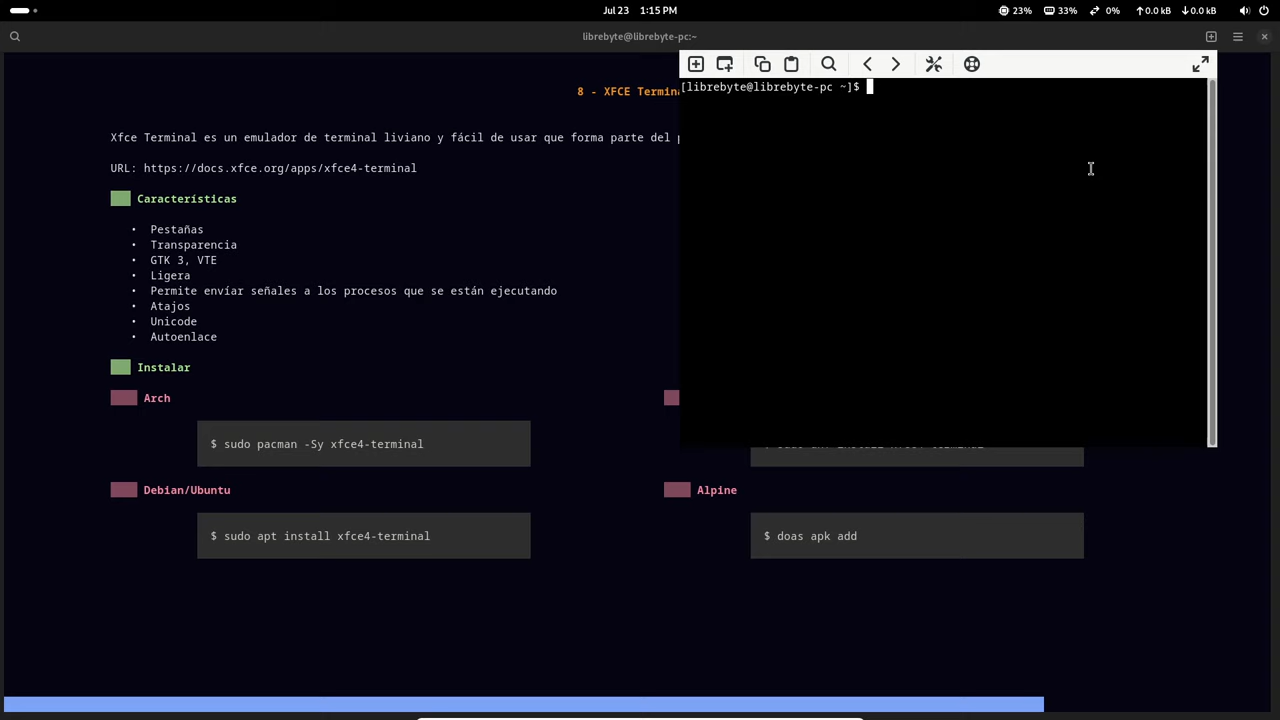 Jul 23 1:15 PM
23% 33% 0% 0.0 kB 0.0 kB
librebyte@librebyte-pc:~
8 - XFCE
[librebyte@librebyte-pc ~]$
Xfce Terminal es un emulador de terminal liviano y fácil de usar que forma parte del
URL: https://docs.xfce.org/apps/xfce4-terminal
Características
• Pestañas
• Transparencia
• GTK 3, VTE
• Ligera
• Permite envíar señales a los procesos que se están ejecutando
• Atajos
• Unicode
• Autoenlace
Instalar
Arch
$ sudo pacman -Sy xfce4-terminal
Debian/Ubuntu
Alpine
$ sudo apt install xfce4-terminal
$ doas apk add